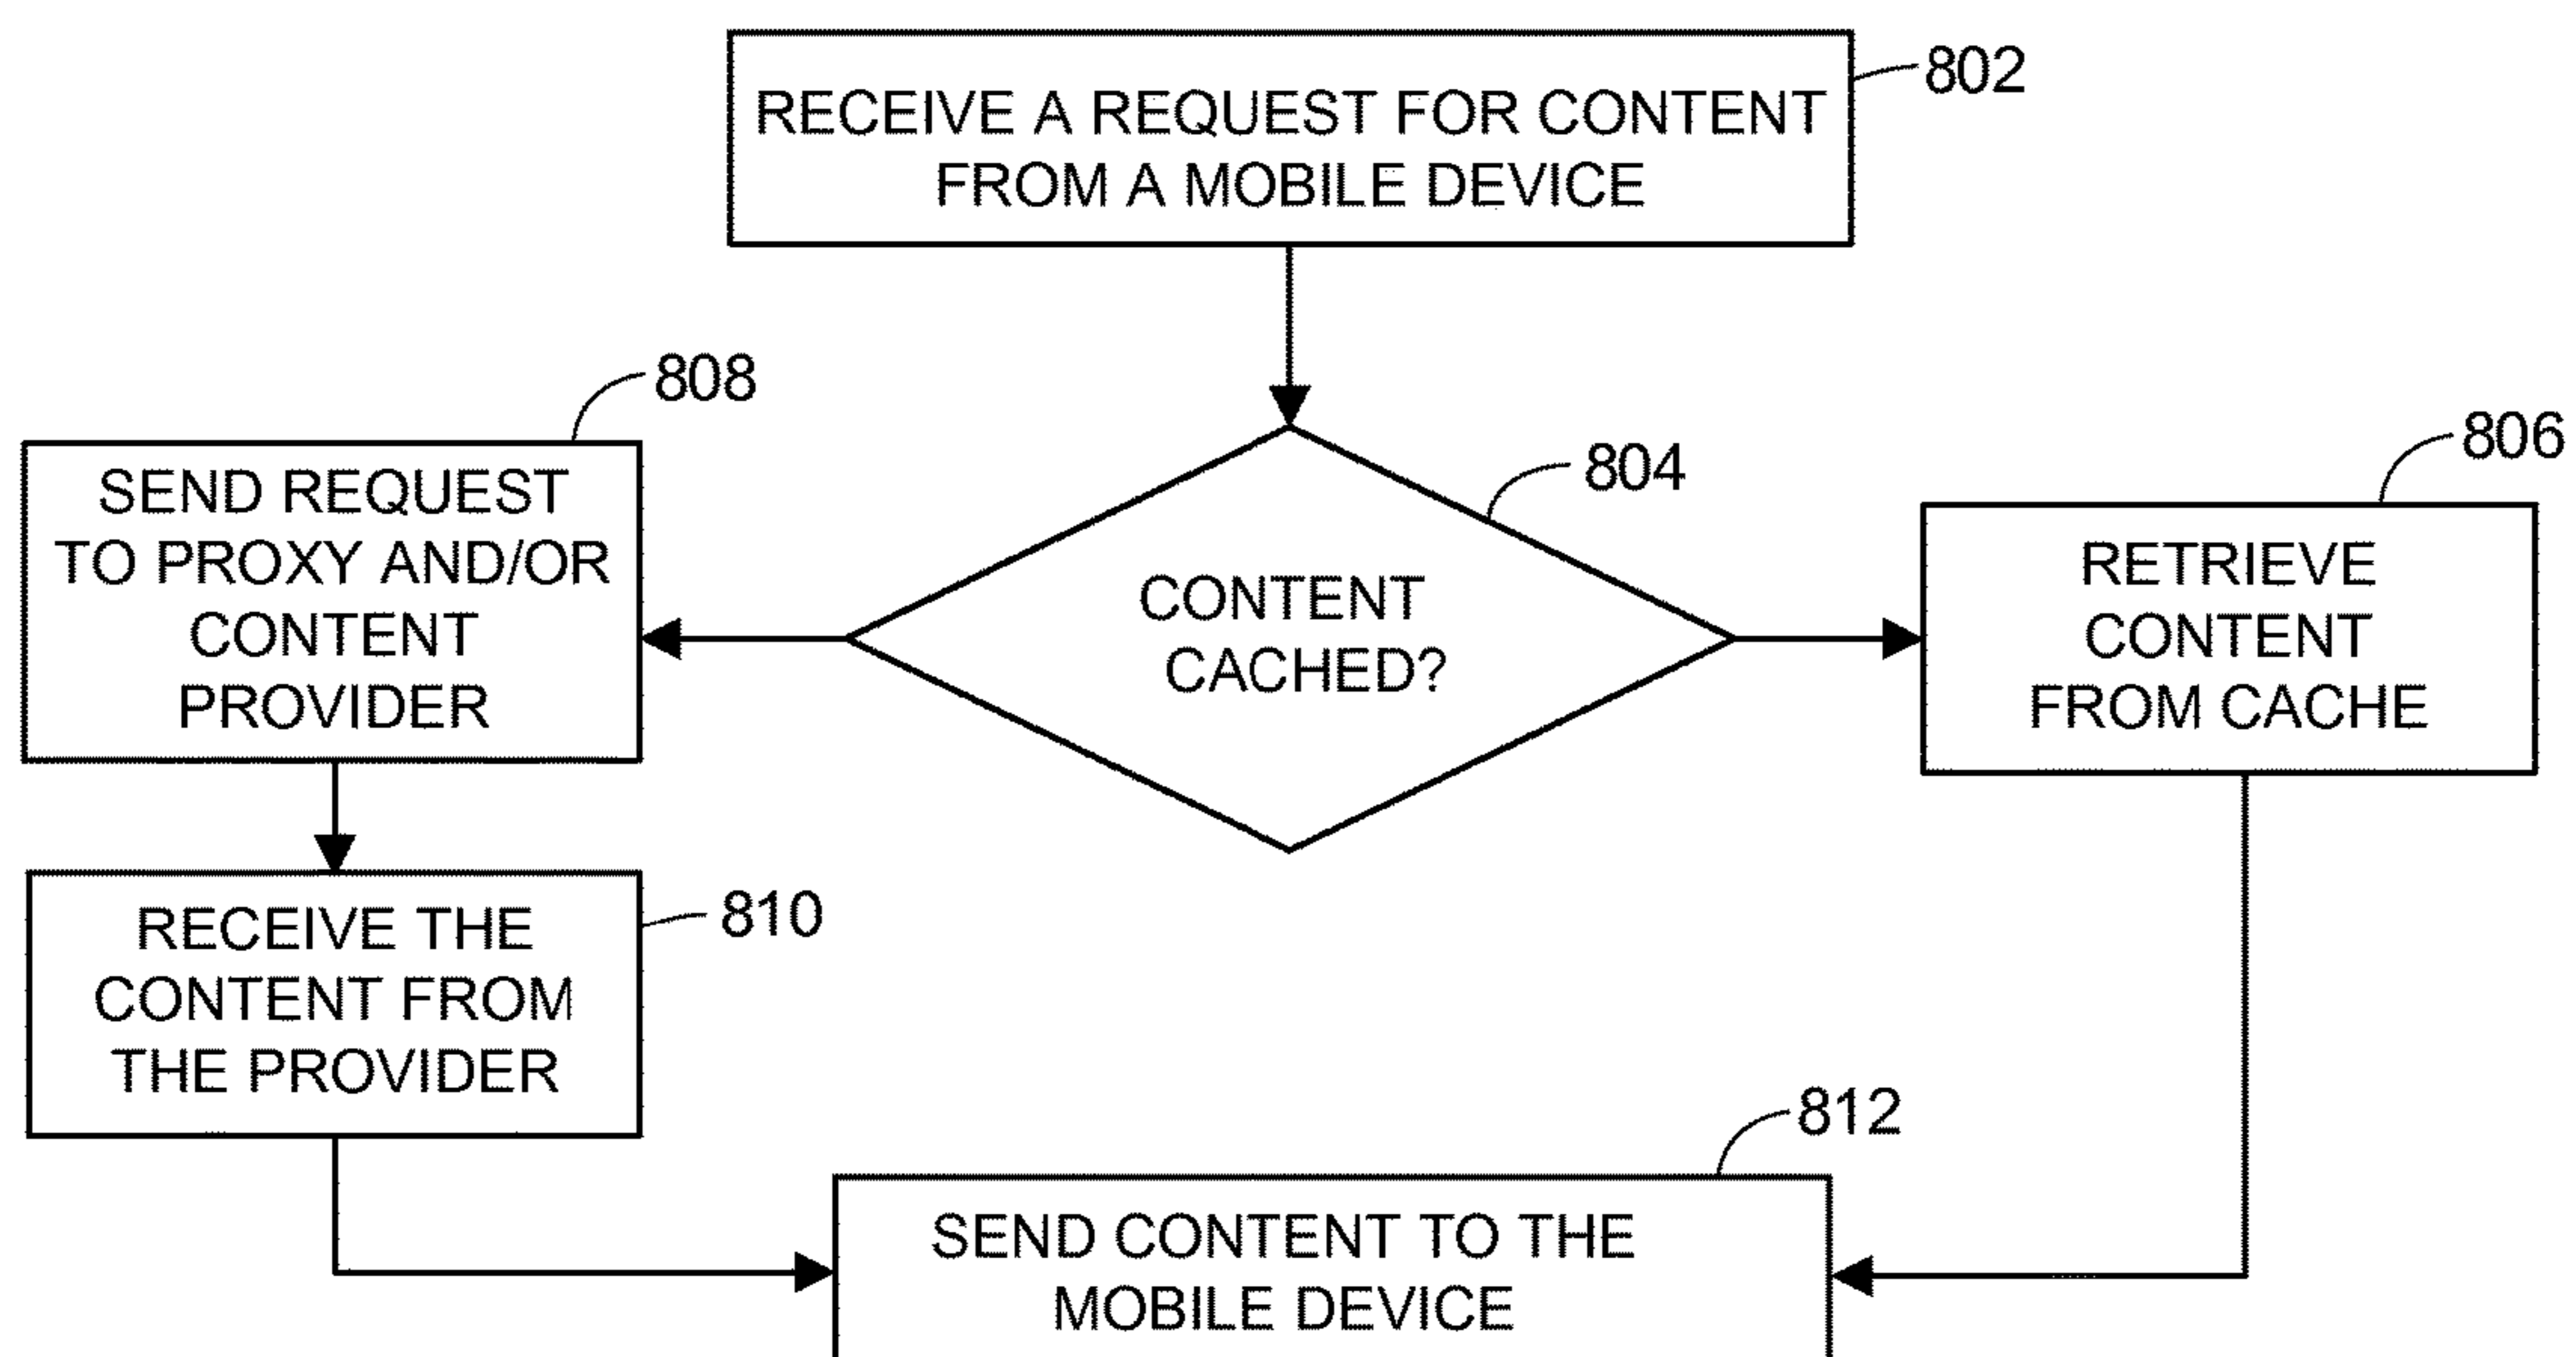 802
RECEIVE A REQUEST FOR CONTENT
FROM A MOBILE DEVICE
808
SEND REQUEST
TO PROXY AND/OR
CONTENT
PROVIDER
804
CONTENT
CACHED?
806
RETRIEVE
CONTENT
FROM CACHE
810
RECEIVE THE
CONTENT FROM
THE PROVIDER
812
SEND CONTENT TO THE
MOBILE DEVICE